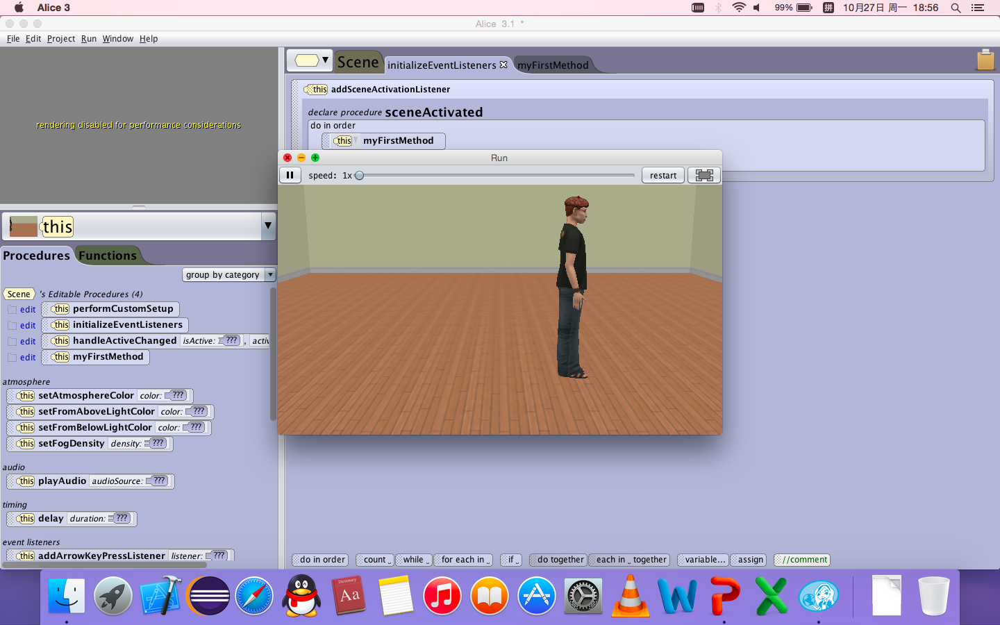 Alice 3
99%
拼
10月27日 周一 18:56
Alice 3.1 *
File Edit Project Run Window Help
rendering disabled for performance considerations
Scene
initializeEventListeners
myFirstMethod
this addSceneActivationListener
declare procedure sceneActivated
do in order
this myFirstMethod
Run
speed: 1x
restart
this
Procedures
Functions
group by category
Scene 's Editable Procedures (4)
edit this performCustomSetup
edit this initializeEventListeners
edit this handleActiveChanged isActive: ??? , activ
edit this myFirstMethod
atmosphere
this setAtmosphereColor color: ???
this setFromAboveLightColor color: ???
this setFromBelowLightColor color: ???
this setFogDensity density: ???
audio
this playAudio audioSource: ???
timing
this delay duration: ???
event listeners
this addArrowKeyPressListener listener: ???
do in order
count
while
for each in
if
do together
each in together
variable...
assign
//comment
Dictionary
Aa